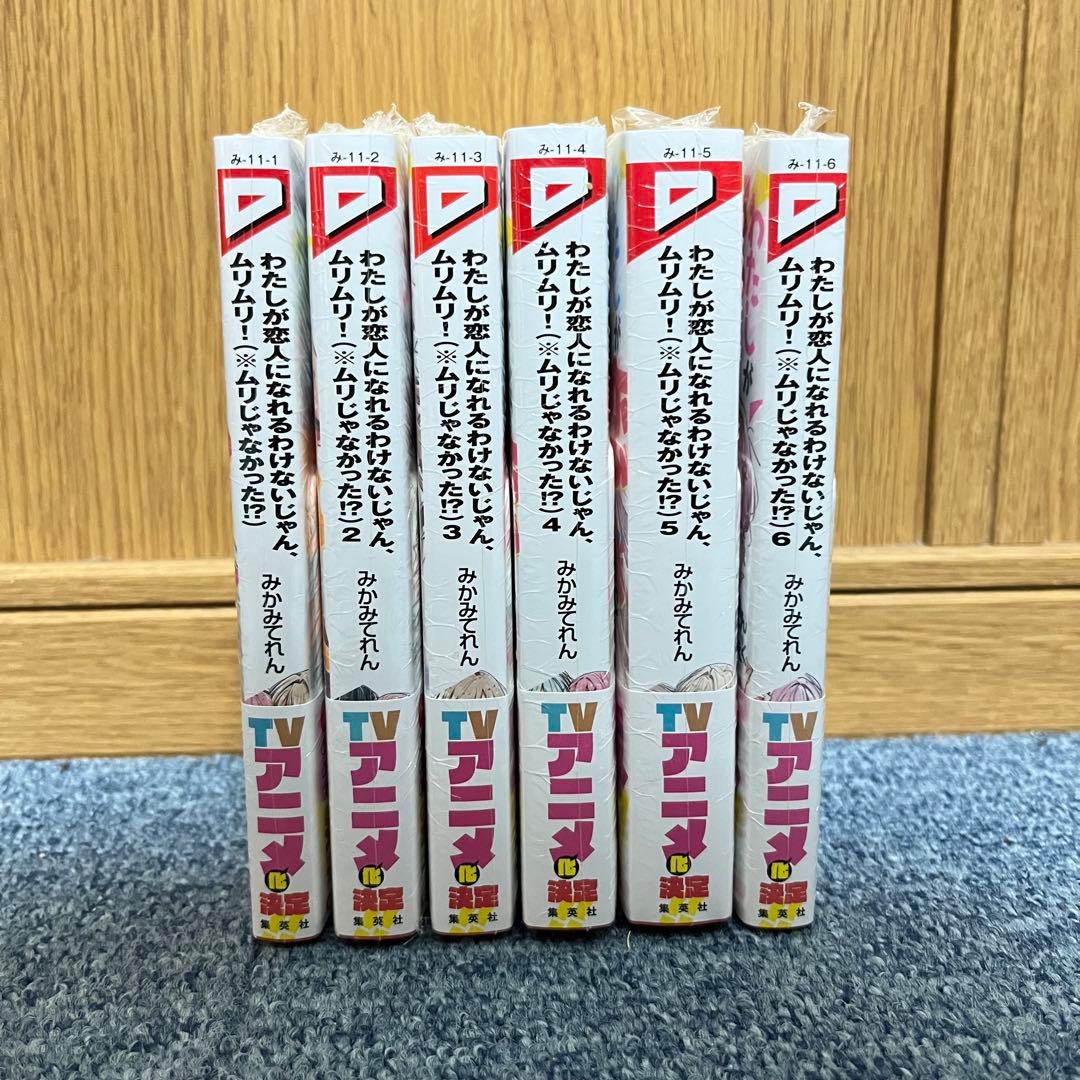 み-11-1
わたしが恋人になれるわけないじゃん、
ムリムリ!(※ムリじゃなかった!?)
みかみてれん
TV
アニメ化
決定
集英社
み-11-2
わたしが恋人になれるわけないじゃん、
ムリムリ!(※ムリじゃなかった!?)2
みかみてれん
TV
アニメ化
決定
集英社
み-11-3
わたしが恋人になれるわけないじゃん、
ムリムリ!(※ムリじゃなかった!?)3
みかみてれん
TV
アニメ化
決定
集英社
み-11-4
わたしが恋人になれるわけないじゃん、
ムリムリ!(※ムリじゃなかった!?)4
みかみてれん
TV
アニメ化
決定
集英社
み-11-5
わたしが恋人になれるわけないじゃん、
ムリムリ!(※ムリじゃなかった!?)5
みかみてれん
TV
アニメ化
決定
集英社
み-11-6
わたしが恋人になれるわけないじゃん、
ムリムリ!(※ムリじゃなかった!?)6
みかみてれん
TV
アニメ化
決定
集英社